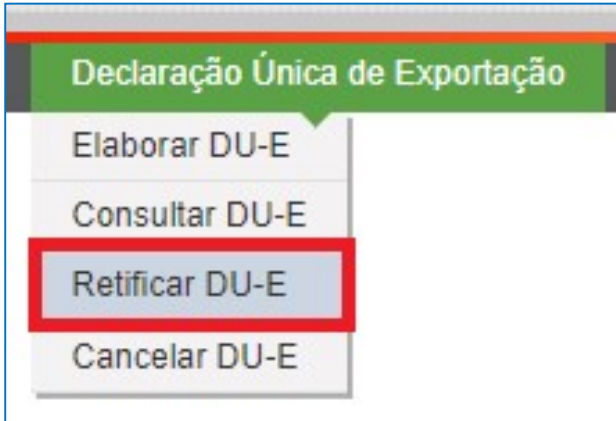 Declaração Única de Exportação
Elaborar DU-E
Consultar DU-E
Retificar DU-E
Cancelar DU-E